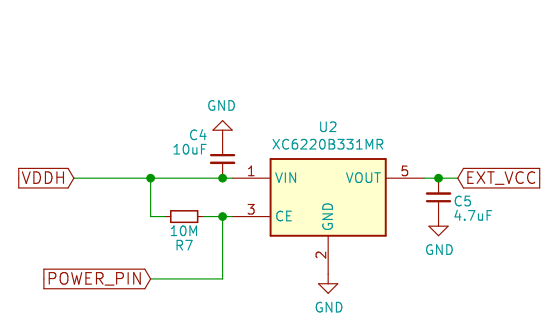 GND
C4
10uF
U2
XC6220B331MR
VDDH
1
VIN
VOUT
5
EXT_VCC
3
CE
GND
C5
4.7uF
10M
R7
2
GND
POWER_PIN
GND